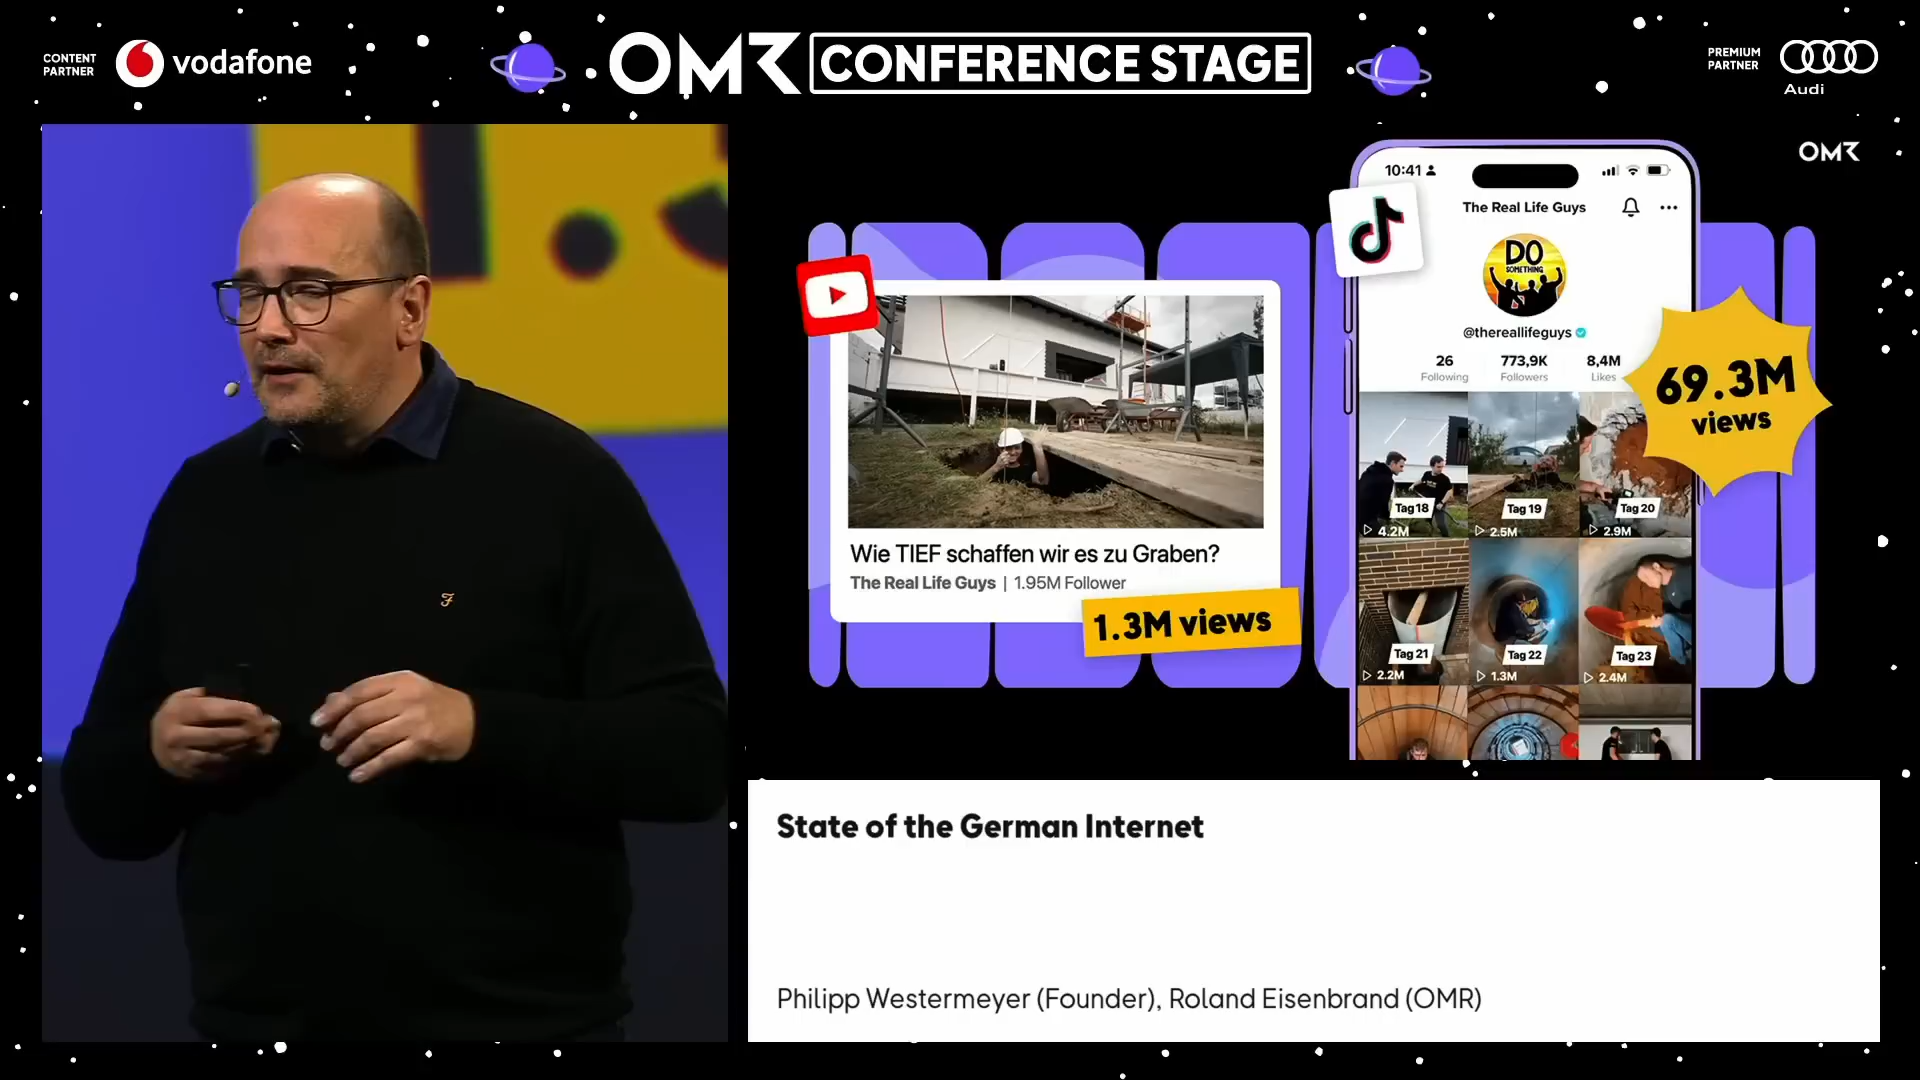 CONTENT
PARTNER
vodafone
OMR CONFERENCE STAGE
PREMIUM
PARTNER
Audi
OMR
10:41
The Real Life Guys
DO
SOMETHING
@thereallifeguys
26
773,9K
8,4M
Following
Followers
Likes
69.3M
views
Tag 18
Tag 19
Tag 20
4.2M
2.5M
2.9M
Tag 21
Tag 22
Tag 23
2.2M
1.3M
2.4M
Wie TIEF schaffen wir es zu Graben?
The Real Life Guys | 1.95M Follower
1.3M views
State of the German Internet
Philipp Westermeyer (Founder), Roland Eisenbrand (OMR)